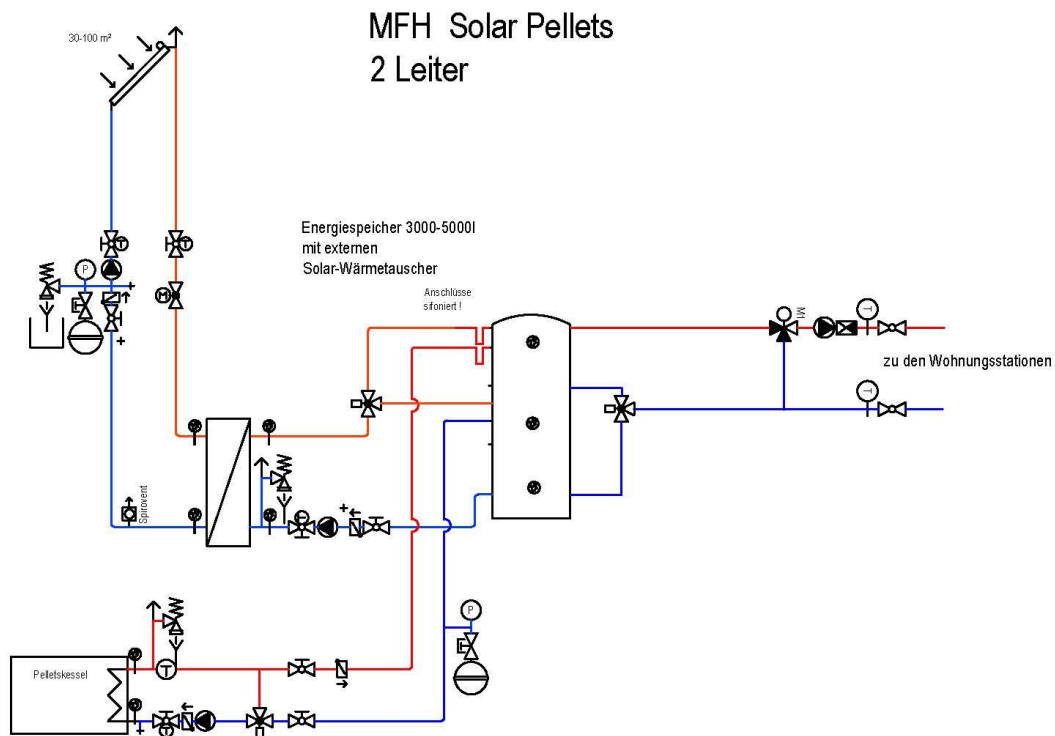 MFH Solar Pellets
2 Leiter
30-100 m²
T
T
P
M
Energiespeicher 3000-5000l
mit externen
Solar-Wärmetauscher
Anschlüsse
sifoniert !
M
T
zu den Wohnungsstationen
T
Spirovent
T
P
Pelletskessel
T
T